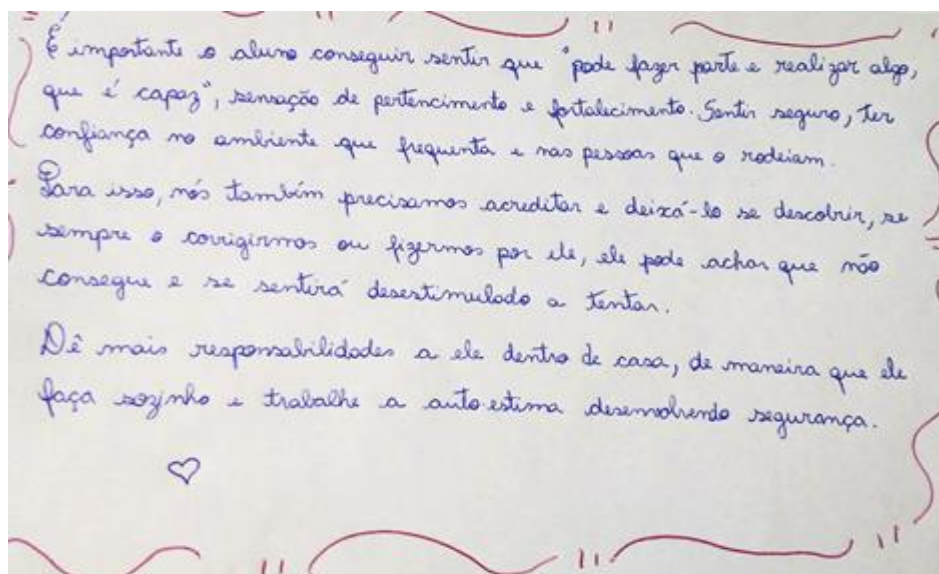 É importante o aluno conseguir sentir que "pode fazer parte e realizar algo,
que é capaz", sensação de pertencimento e fortalecimento. Sentir seguro, ter
confiança no ambiente que frequenta e nas pessoas que o rodeiam.
Para isso, nós também precisamos acreditar e deixá-lo se descobrir, se
sempre o corrigirmos ou fizermos por ele, ele pode achar que não
consegue e se sentirá desestimulado a tentar.
Dê mais responsabilidades a ele dentro de casa, de maneira que ele
faça sozinho e trabalhe a auto estima desenvolvendo segurança.